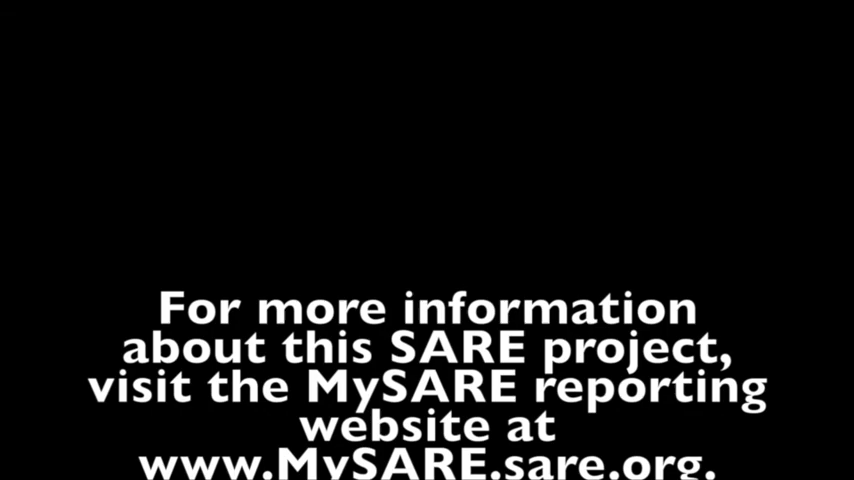 For more information
about this SARE project,
visit the MySARE reporting
website at
www.MySARE.sare.org.